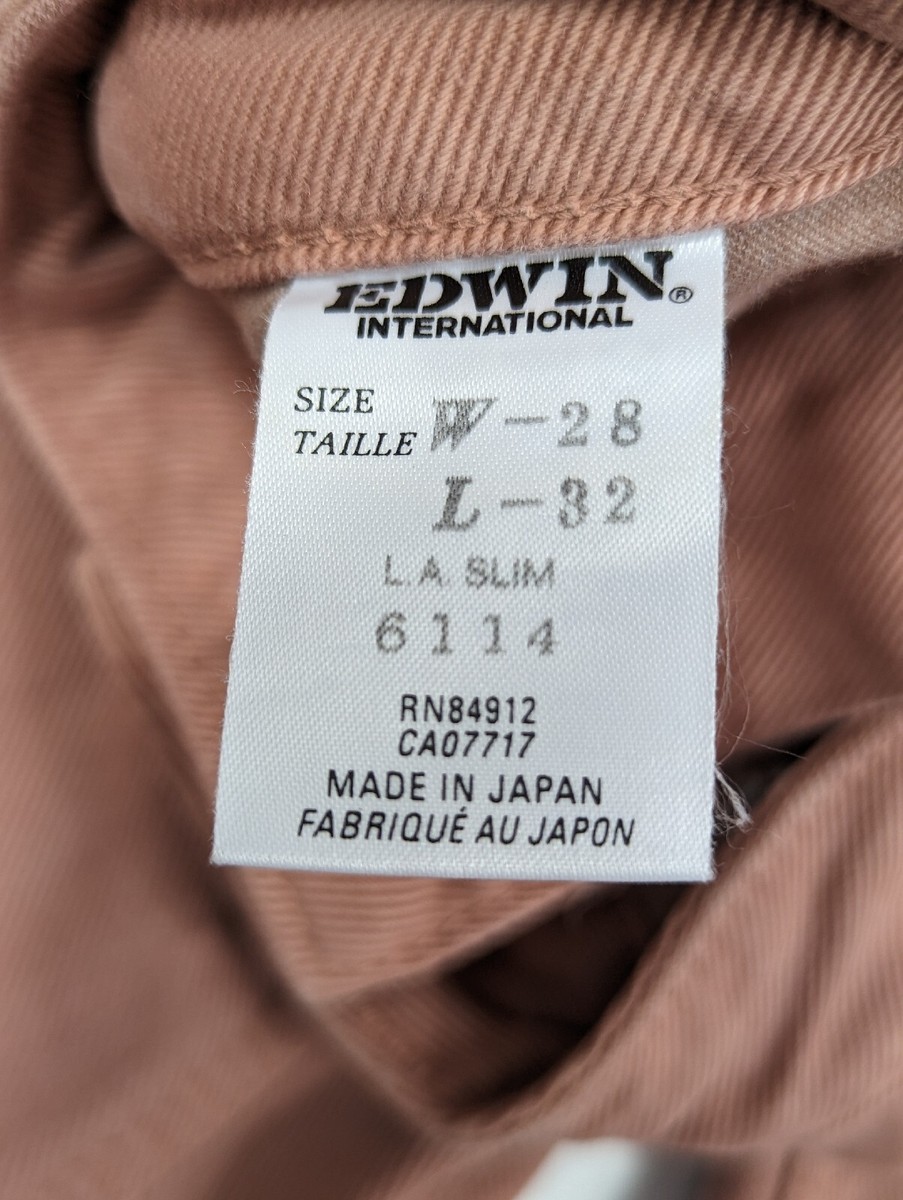 EDWIN®
INTERNATIONAL
SIZE
TAILLE W-28
L-32
L.A. SLIM
6114
RN84912
CA07717
MADE IN JAPAN
FABRIQUÉ AU JAPON